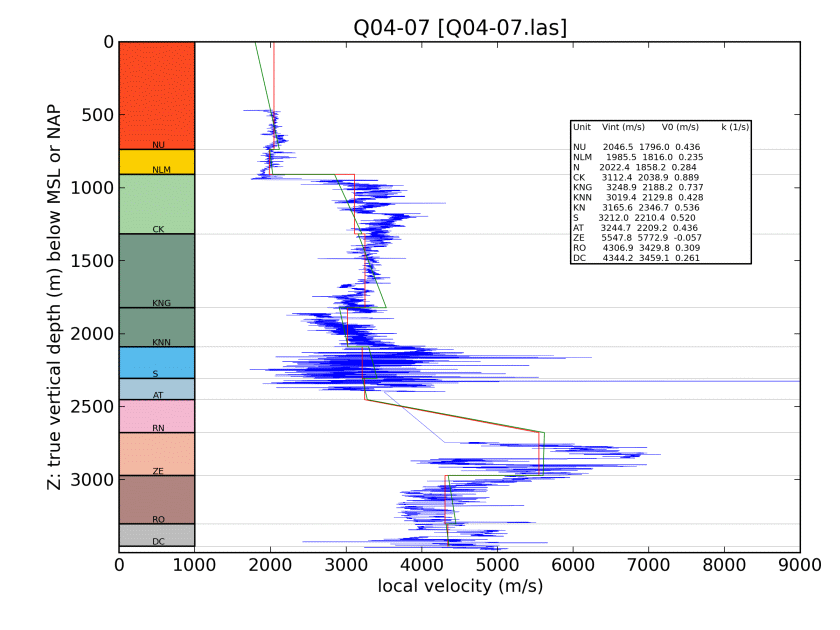 Q04-07 [Q04-07.las]
Z: true vertical depth (m) below MSL or NAP
0
500
1000
1500
2000
2500
3000
NU
NLM
CK
KNG
KNN
S
AT
RN
ZE
RO
DC
Unit Vint (m/s) V0 (m/s) k (1/s)
NU 2046.5 1796.0 0.436
NLM 1985.5 1816.0 0.235
N 2022.4 1858.2 0.284
CK 3112.4 2038.9 0.889
KNG 3248.9 2188.2 0.737
KNN 3019.4 2129.8 0.428
KN 3165.6 2346.7 0.536
S 3212.0 2210.4 0.520
AT 3244.7 2209.2 0.436
ZE 5547.8 5772.9 -0.057
RO 4306.9 3429.8 0.309
DC 4344.2 3459.1 0.261
0 1000 2000 3000 4000 5000 6000 7000 8000 9000
local velocity (m/s)